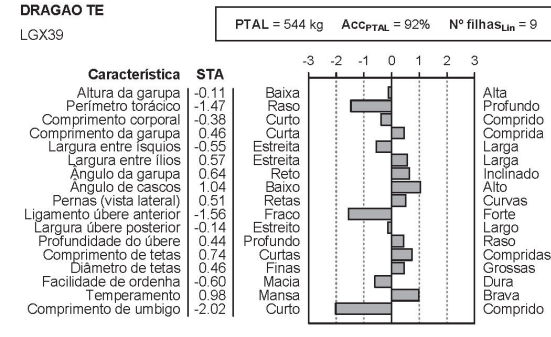 DRAGAO TE
LGX39
PTAL = 544 kg AccPTAL = 92% Nº filhasLin = 9
Característica STA -3 -2 -1 0 1 2 3
Altura da garupa -0.11 Baixa Alta
Perímetro torácico -1.47 Raso Profundo
Comprimento corporal -0.38 Curto Comprido
Comprimento da garupa 0.46 Curta Comprida
Largura entre ísquios -0.55 Estreita Larga
Largura entre ílios 0.57 Estreita Larga
Ângulo da garupa 0.64 Reto Inclinado
Ângulo de cascos 1.04 Baixo Alto
Pernas (vista lateral) 0.51 Retas Curvas
Ligamento úbere anterior -1.56 Fraco Forte
Largura úbere posterior -0.14 Estreito Largo
Profundidade do úbere 0.44 Profundo Raso
Comprimento de tetas 0.74 Curtas Compridas
Diâmetro de tetas 0.46 Finas Grossas
Facilidade de ordenha -0.60 Macia Dura
Temperamento 0.98 Mansa Brava
Comprimento de umbigo -2.02 Curto Comprido